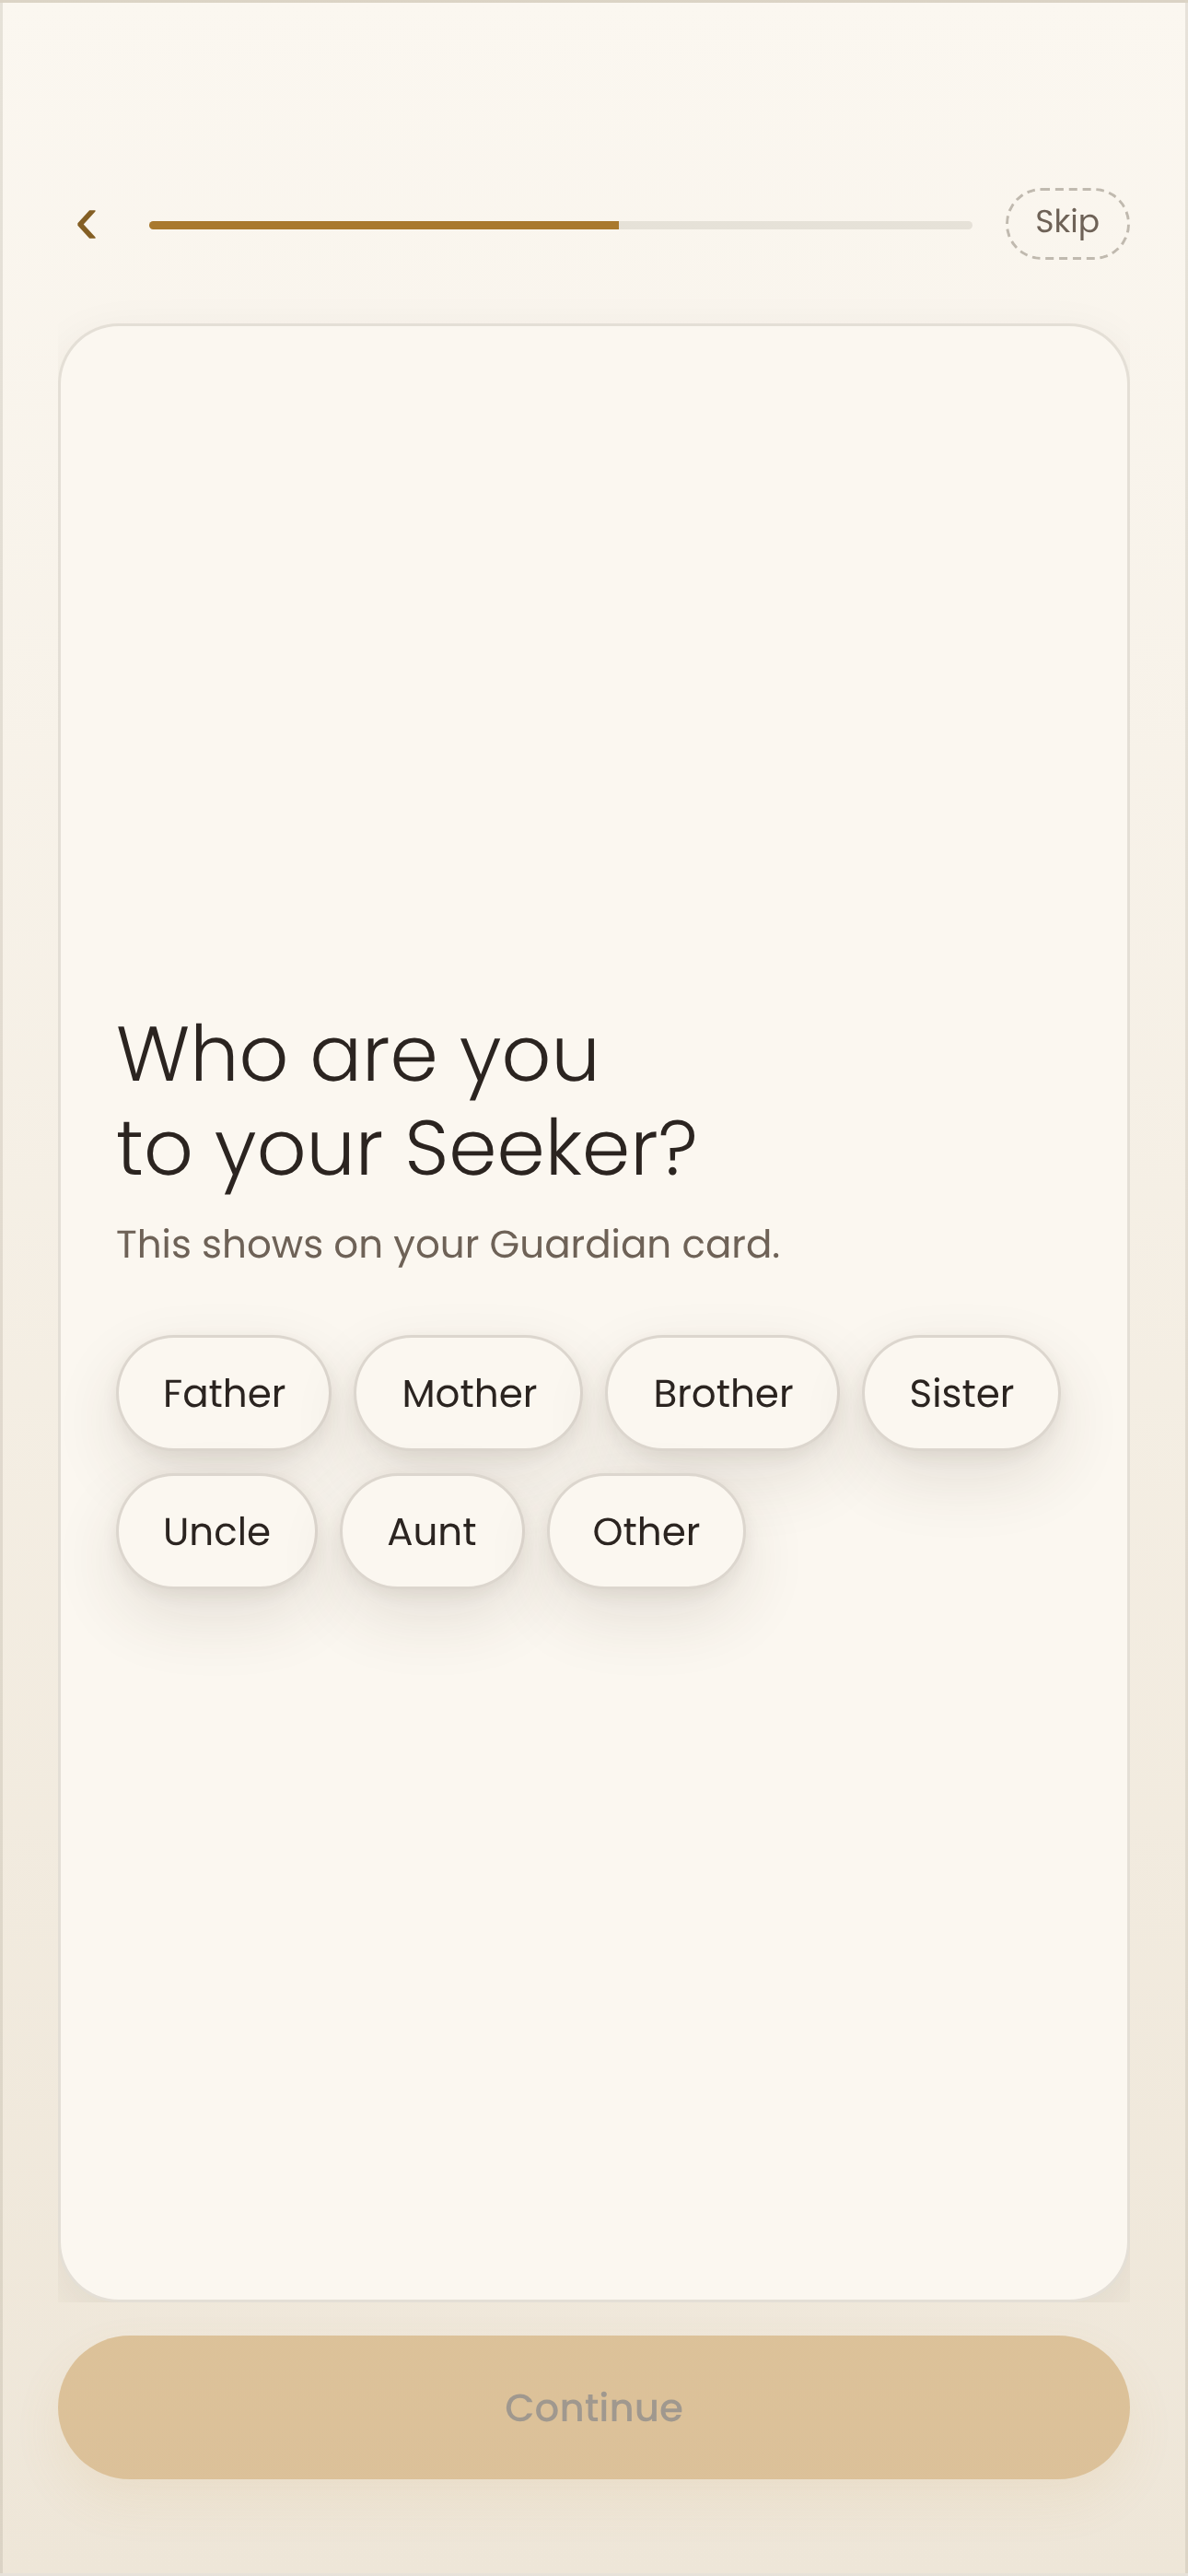 Skip
Who are you
to your Seeker?
This shows on your Guardian card.
Father Mother Brother Sister
Uncle Aunt Other
Continue